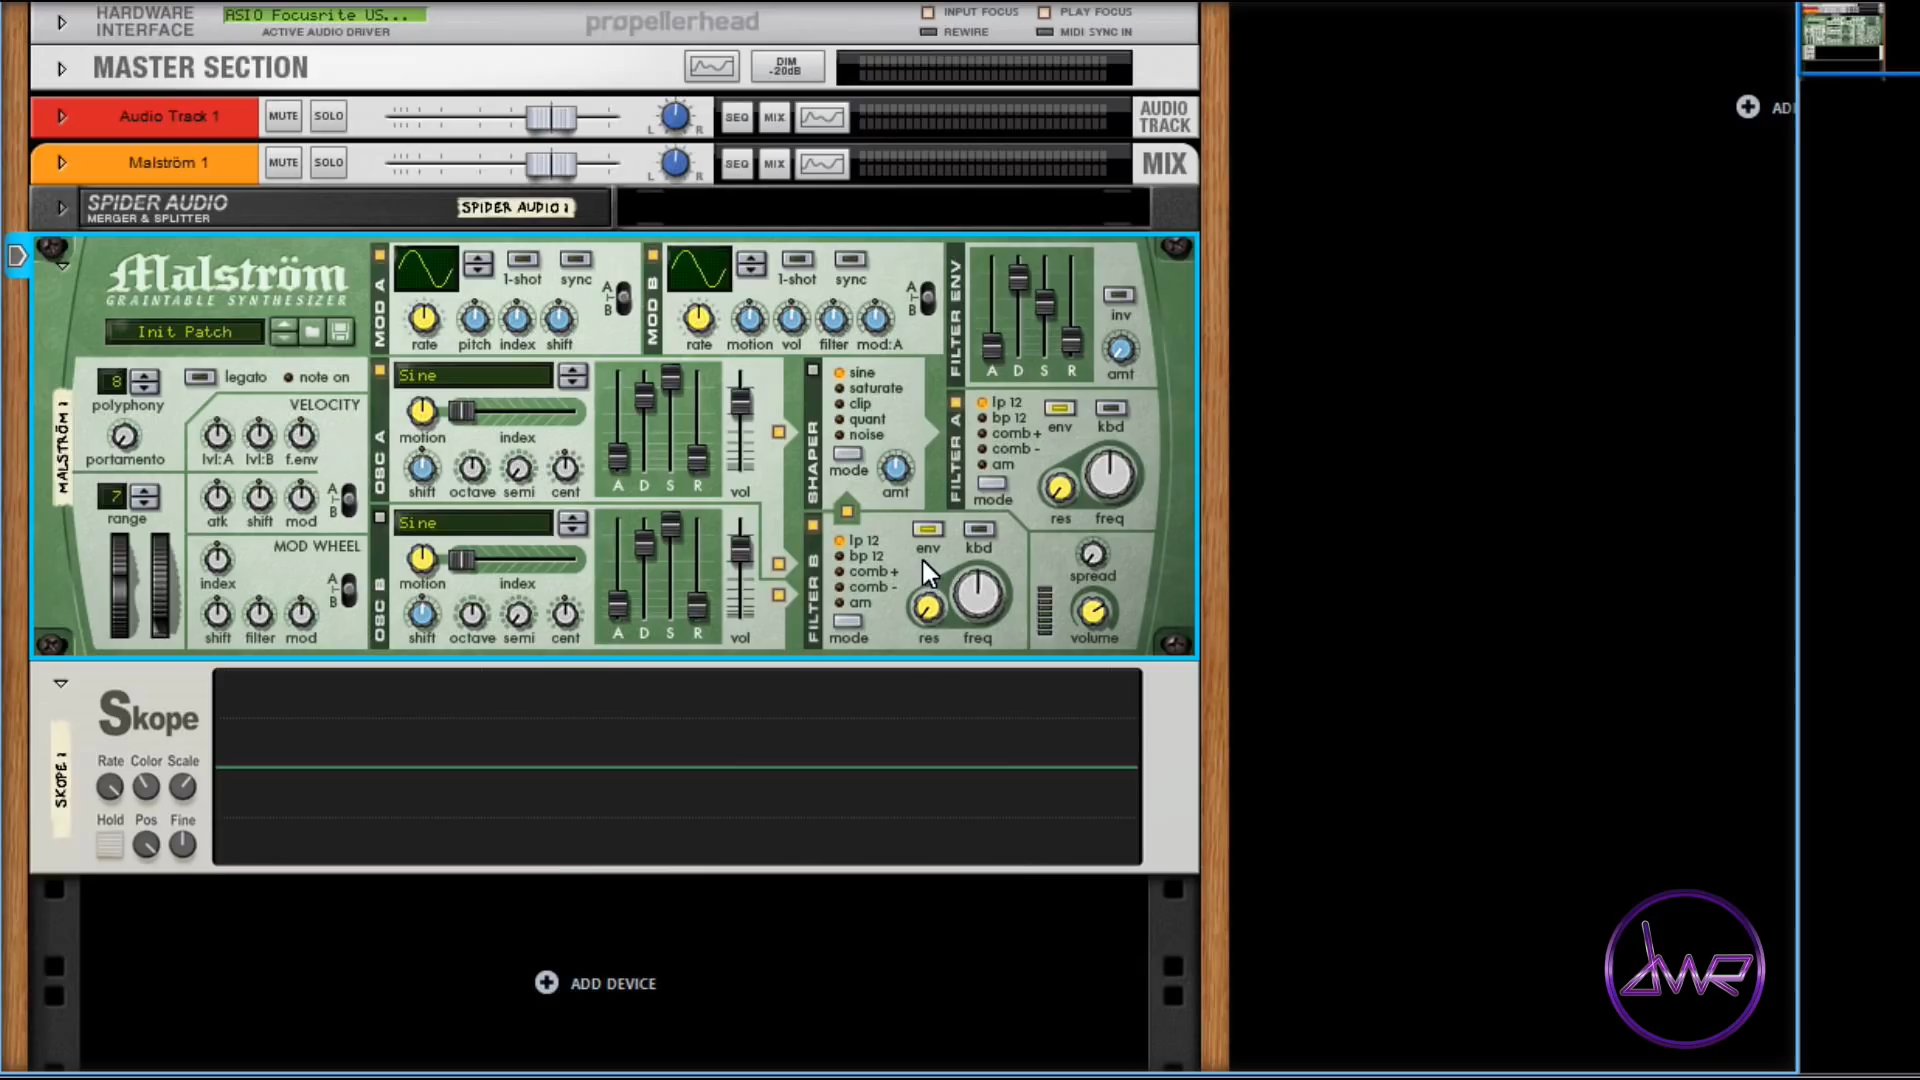 HARDWARE INTERFACE
ASIO Focusrite US...
ACTIVE AUDIO DRIVER
propellerhead
INPUT FOCUS
PLAY FOCUS
REWIRE
MIDI SYNC IN
MASTER SECTION
DIM -20dB
Audio Track 1
MUTE SOLO
L R
SEQ MIX
AUDIO TRACK
Malström 1
MUTE SOLO
L R
SEQ MIX
MIX
SPIDER AUDIO
MERGER & SPLITTER
SPIDER AUDIO 1
ADD
Malström
GRAINTABLE SYNTHESIZER
Init Patch
MALSTRÖM 1
MOD A
1-shot sync
A
B
rate pitch index shift
MOD B
1-shot sync
A
B
rate motion vol filter mod:A
FILTER ENV
A D S R
inv
amt
8
polyphony
legato note on
portamento
VELOCITY
lvl:A lvl:B f.env
7
range
atk shift mod
A
B
MOD WHEEL
index
A
B
shift filter mod
OSC A
Sine
motion index
shift octave semi cent
A D S R
vol
OSC B
Sine
motion index
shift octave semi cent
A D S R
vol
SHAPER
sine
saturate
clip
quant
noise
mode
amt
FILTER A
lp 12
bp 12
comb +
comb -
am
mode
env kbd
res freq
FILTER B
lp 12
bp 12
comb +
comb -
am
mode
env kbd
res freq
spread
volume
Skope
SKOPE 1
Rate Color Scale
Hold Pos Fine
ADD DEVICE
JWR